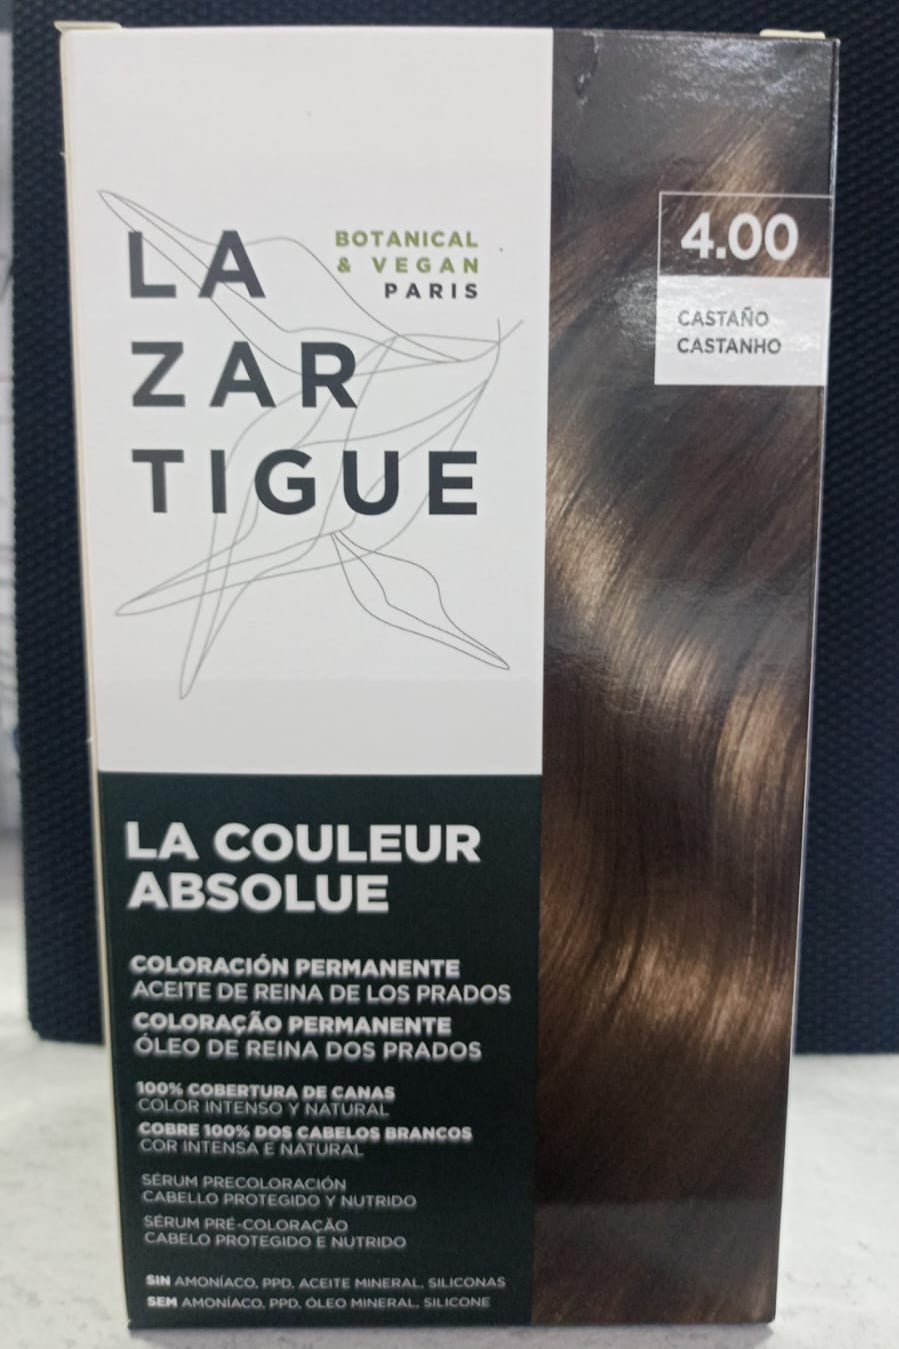 LA
BOTANICAL
& VEGAN
PARIS
ZAR
TIGUE
4.00
CASTAÑO
CASTANHO
LA COULEUR
ABSOLUE
COLORACIÓN PERMANENTE
ACEITE DE REINA DE LOS PRADOS
COLORAÇÃO PERMANENTE
ÓLEO DE REINA DOS PRADOS
100% COBERTURA DE CANAS
COLOR INTENSO Y NATURAL
COBRE 100% DOS CABELOS BRANCOS
COR INTENSA E NATURAL
SÉRUM PRECOLORACIÓN
CABELLO PROTEGIDO Y NUTRIDO
SÉRUM PRÉ-COLORAÇÃO
CABELO PROTEGIDO E NUTRIDO
SIN AMONÍACO, PPD, ACEITE MINERAL, SILICONAS
SEM AMONÍACO, PPD, ÓLEO MINERAL, SILICONE